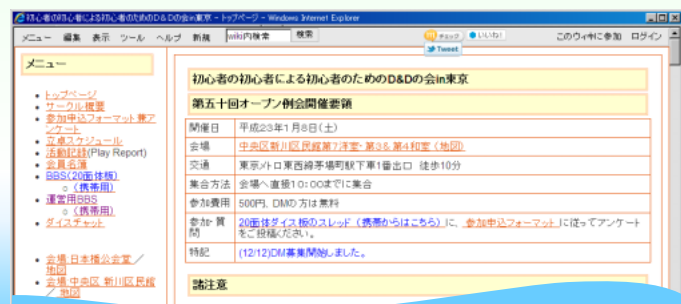 初心者の初心者による初心者のためのD&Dの会in東京 - トップページ - Windows Internet Explorer
メニュー 編集 表示 ツール ヘルプ 新規 wiki内検索 検索 チェック いいね! このウィキに参加 ログイン
Tweet
メニュー
トップページ
サークル概要
参加申込フォーマット兼アンケート
立卓スケジュール
活動記録(Play Report)
会員名簿
BBS(20面体板)
(携帯用)
運営用BBS
(携帯用)
ダイスチャット
会場 日本橋公会堂 /
地図
会場 中央区 新川区民館
/ 地図
初心者の初心者による初心者のためのD&Dの会in東京
第五十回オープン例会開催要領
開催日 平成23年1月8日(土)
会場 中央区新川区民館第7洋室・第3& 第4和室 (地図)
交通 東京メトロ東西線茅場町駅下車1番出口 徒歩10分
集合方法 会場へ直接10:00までに集合
参加費用 500円、DMの方は無料
参加・質問 20面体ダイス板のスレッド (携帯からはこちら) に、 参加申込フォーマット に従ってアンケート
をご投稿ください。
特記 (12/12)DM募集開始しました。
諸注意